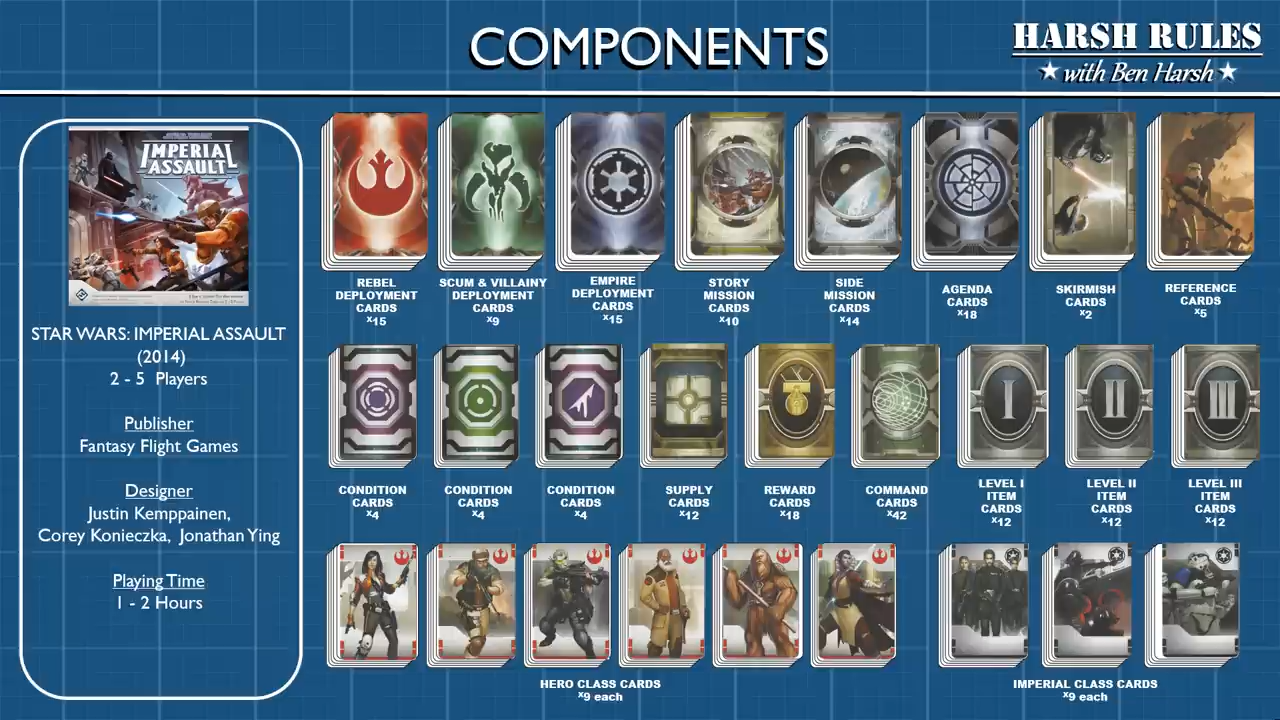 COMPONENTS
HARSH RULES
with Ben Harsh
IMPERIAL
ASSAULT
STAR WARS: IMPERIAL ASSAULT
(2014)
2 - 5 Players
Publisher
Fantasy Flight Games
Designer
Justin Kemppainen,
Corey Konieczka, Jonathan Ying
Playing Time
1 - 2 Hours
REBEL
DEPLOYMENT
CARDS
x15
SCUM & VILLAINY
DEPLOYMENT
CARDS
x9
EMPIRE
DEPLOYMENT
CARDS
x15
STORY
MISSION
CARDS
x10
SIDE
MISSION
CARDS
x14
AGENDA
CARDS
x18
SKIRMISH
CARDS
x2
REFERENCE
CARDS
x5
I
II
III
CONDITION
CARDS
x4
CONDITION
CARDS
x4
CONDITION
CARDS
x4
SUPPLY
CARDS
x12
REWARD
CARDS
x18
COMMAND
CARDS
x42
LEVEL I
ITEM
CARDS
x12
LEVEL II
ITEM
CARDS
x12
LEVEL III
ITEM
CARDS
x12
HERO CLASS CARDS
x9 each
IMPERIAL CLASS CARDS
x9 each